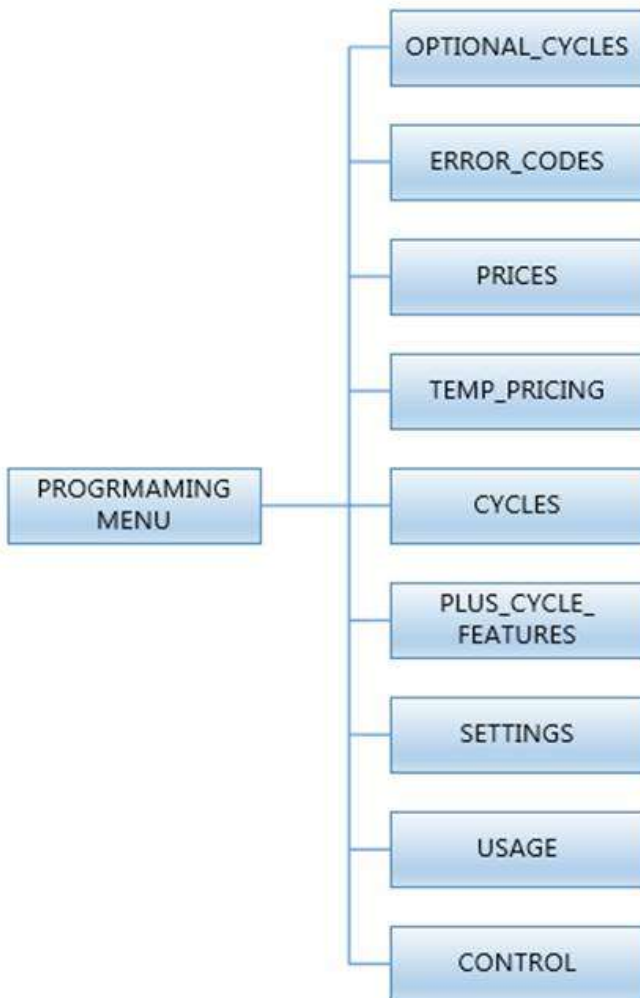 OPTIONAL_CYCLES
ERROR_CODES
PRICES
TEMP_PRICING
PROGRMAMING
MENU
CYCLES
PLUS_CYCLE_
FEATURES
SETTINGS
USAGE
CONTROL